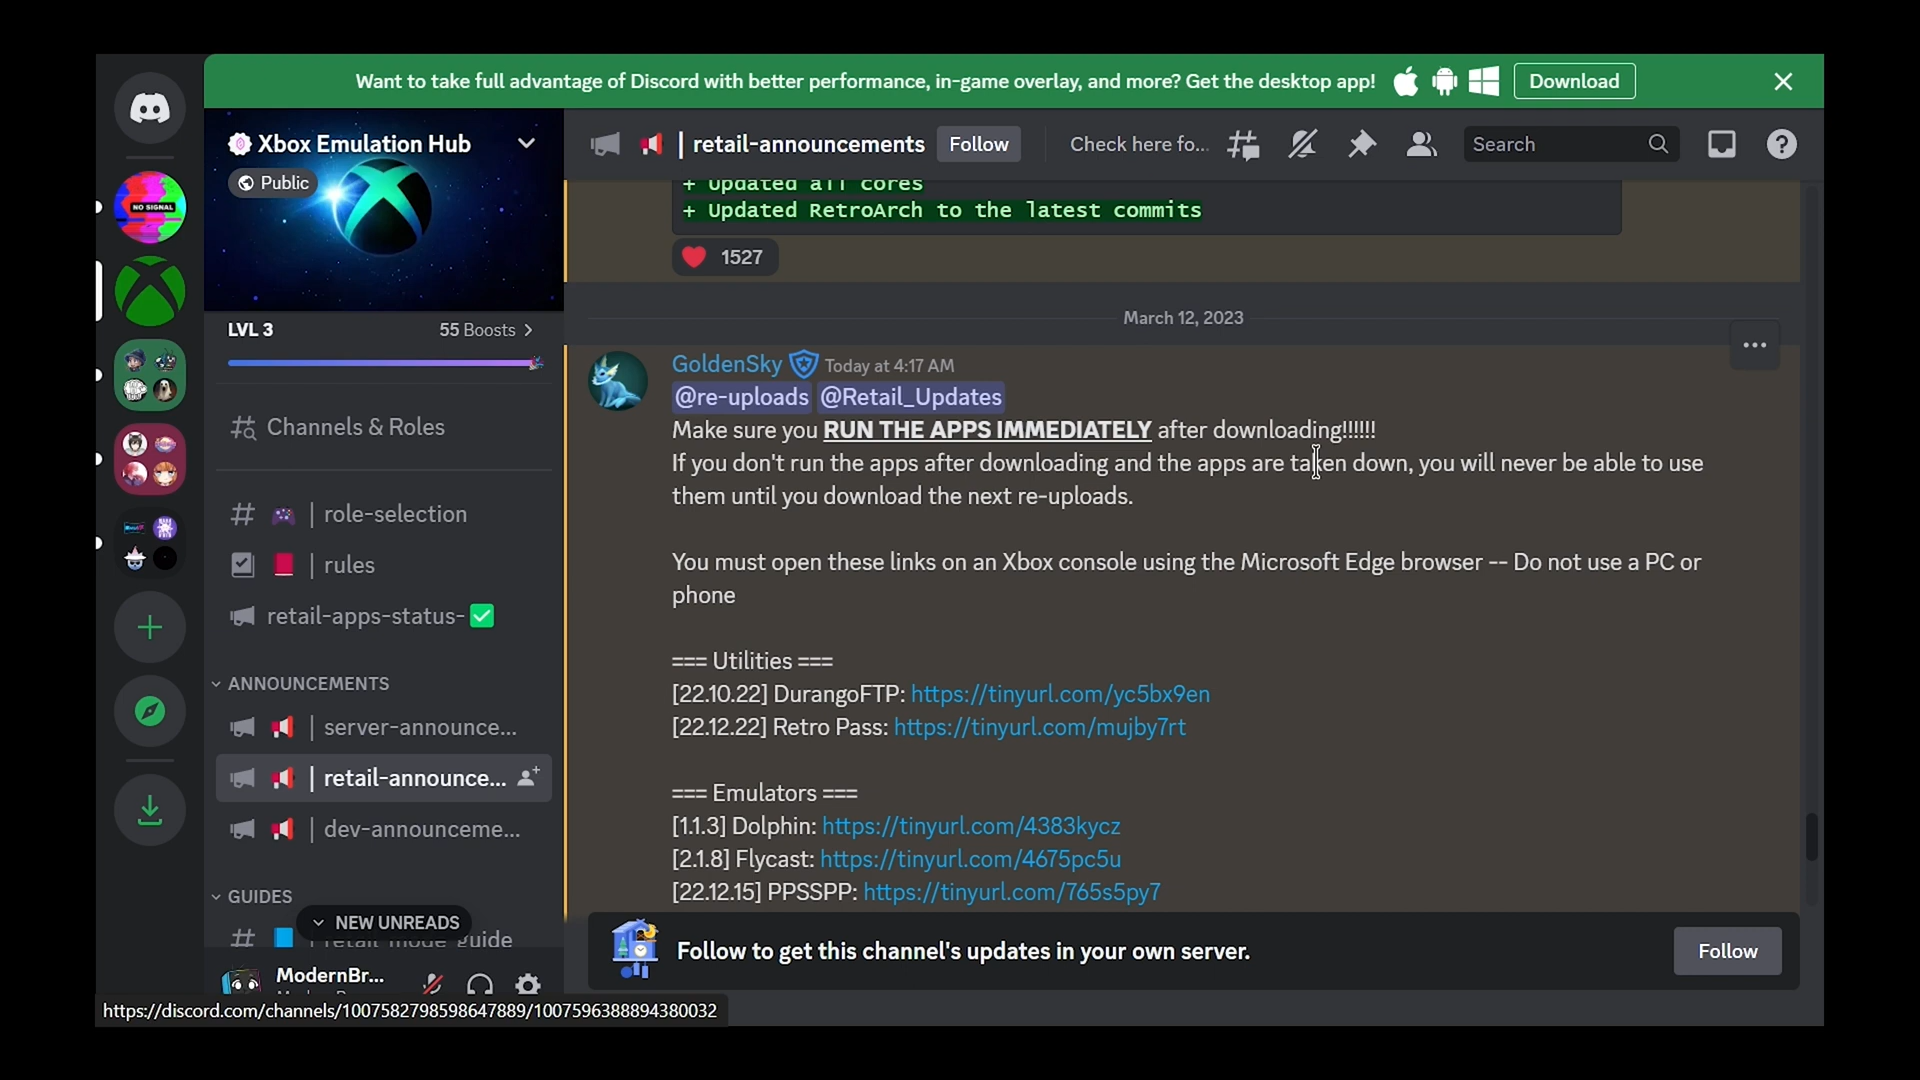 Want to take full advantage of Discord with better performance, in-game overlay, and more? Get the desktop app!
Download
NO SIGNAL
Xbox Emulation Hub
Public
LVL 3
55 Boosts
Channels & Roles
| role-selection
| rules
retail-apps-status-
ANNOUNCEMENTS
| server-announce...
| retail-announce...
| dev-announceme...
GUIDES
NEW UNREADS
| retail-mode-guide
ModernBr...
| retail-announcements
Follow
Check here fo...
Search
+ Updated all cores
+ Updated RetroArch to the latest commits
1527
March 12, 2023
GoldenSky
Today at 4:17 AM
@re-uploads @Retail_Updates
Make sure you RUN THE APPS IMMEDIATELY after downloading!!!!!!
If you don't run the apps after downloading and the apps are taken down, you will never be able to use
them until you download the next re-uploads.
You must open these links on an Xbox console using the Microsoft Edge browser -- Do not use a PC or
phone
=== Utilities ===
[22.10.22] DurangoFTP: https://tinyurl.com/yc5bx9en
[22.12.22] Retro Pass: https://tinyurl.com/mujby7rt
=== Emulators ===
[1.1.3] Dolphin: https://tinyurl.com/4383kycz
[2.1.8] Flycast: https://tinyurl.com/4675pc5u
[22.12.15] PPSSPP: https://tinyurl.com/765s5py7
Follow to get this channel's updates in your own server.
Follow
https://discord.com/channels/1007582798598647889/1007596388894380032